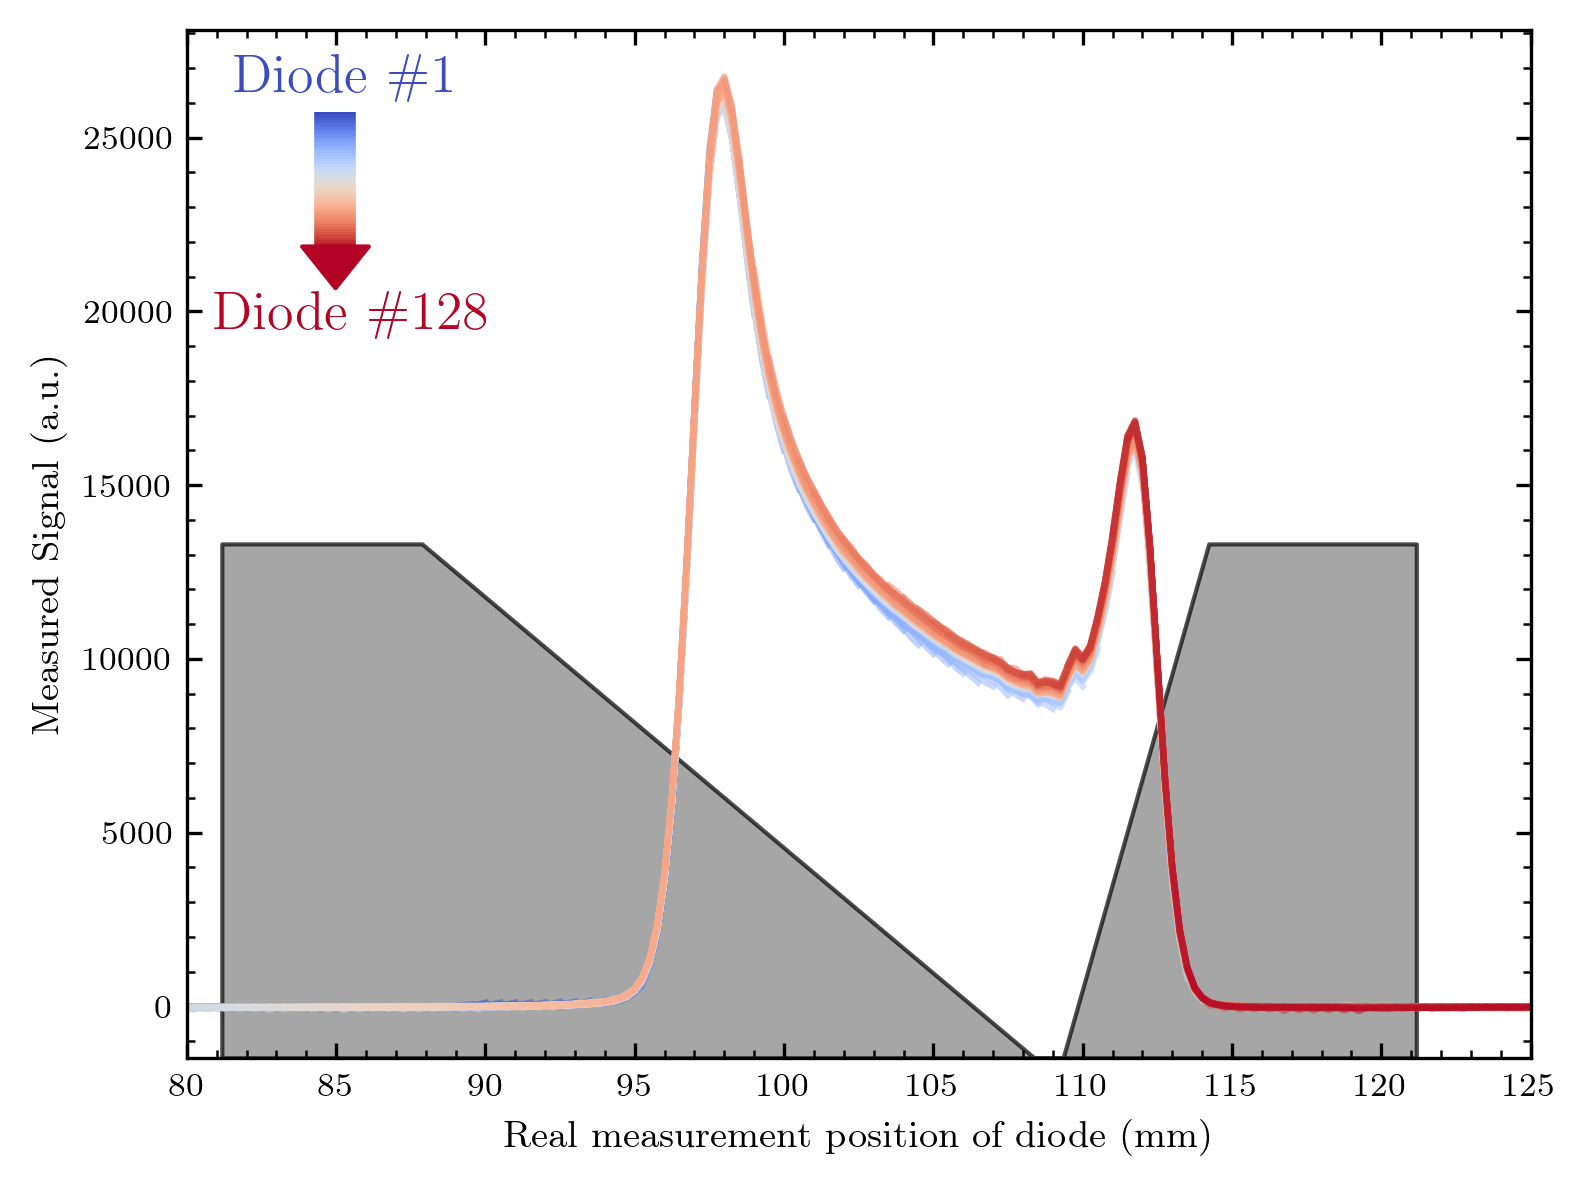 Diode #1
Diode #128
25000
20000
15000
10000
5000
0
Measured Signal (a.u.)
80 85 90 95 100 105 110 115 120 125
Real measurement position of diode (mm)